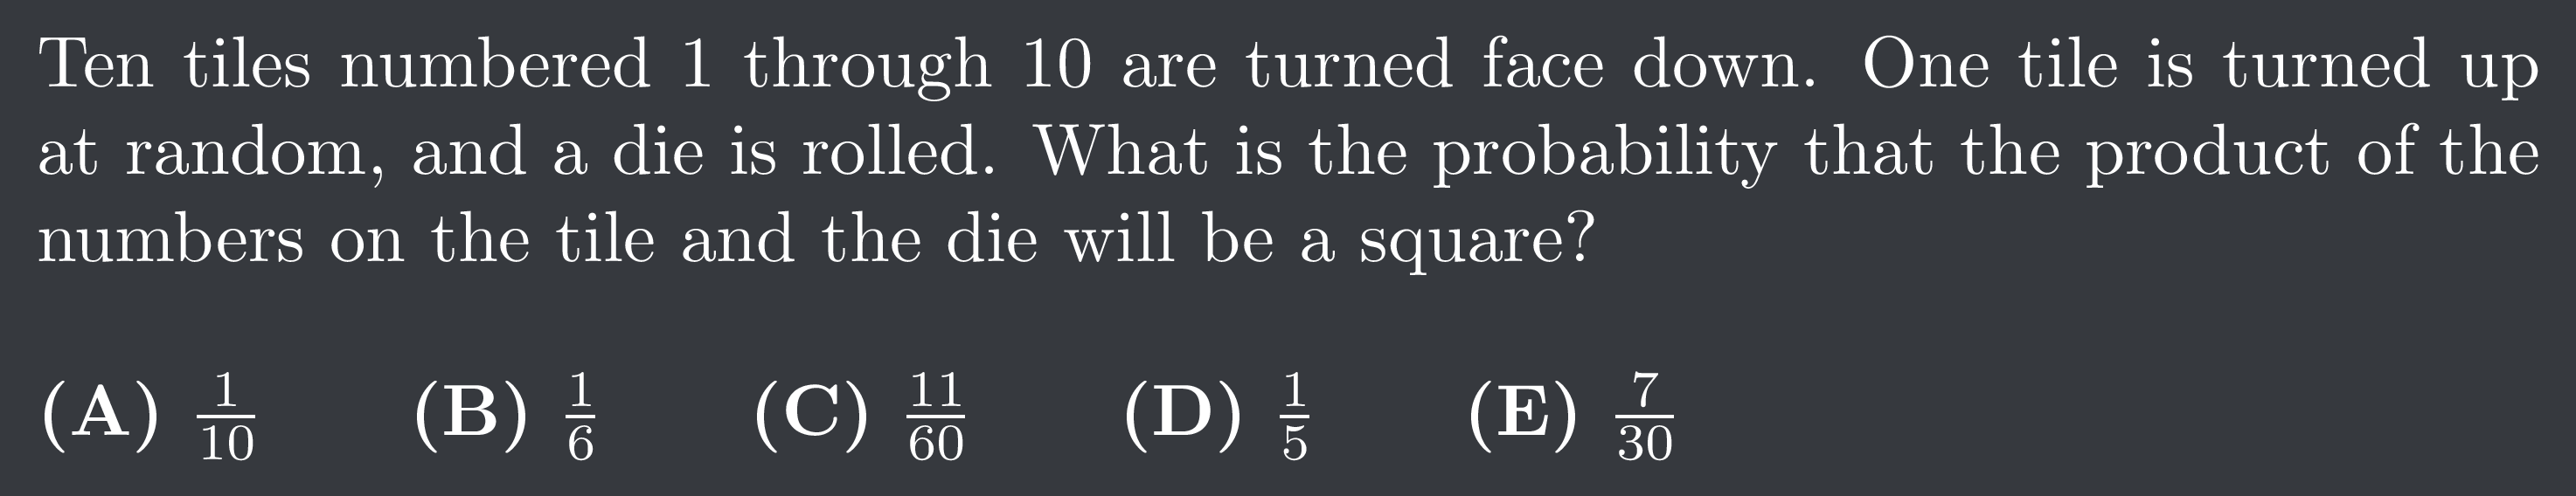 Ten tiles numbered 1 through 10 are turned face down. One tile is turned up
at random, and a die is rolled. What is the probability that the product of the
numbers on the tile and the die will be a square?
(A) 1/10 (B) 1/6 (C) 11/60 (D) 1/5 (E) 7/30